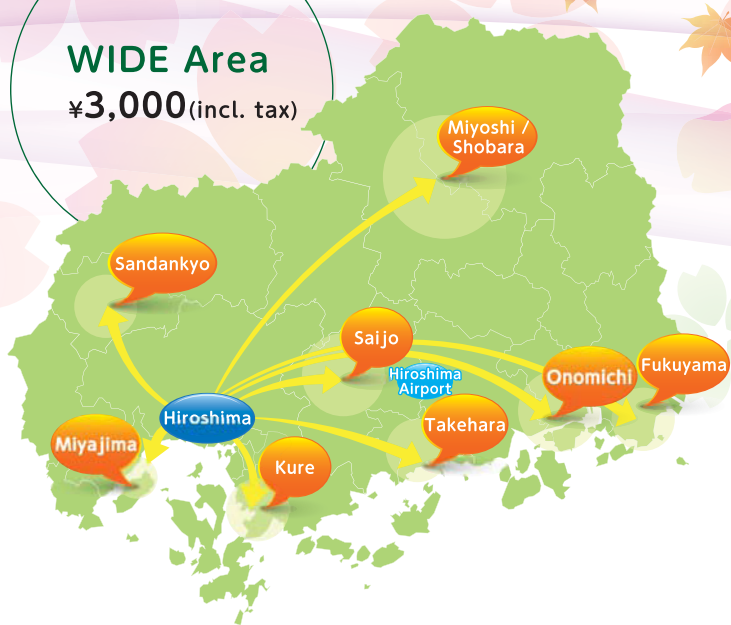 WIDE Area
¥3,000(incl. tax)
Miyoshi /
Shobara
Sandankyo
Saijo
Hiroshima
Airport
Onomichi
Fukuyama
Hiroshima
Takehara
Miyajima
Kure